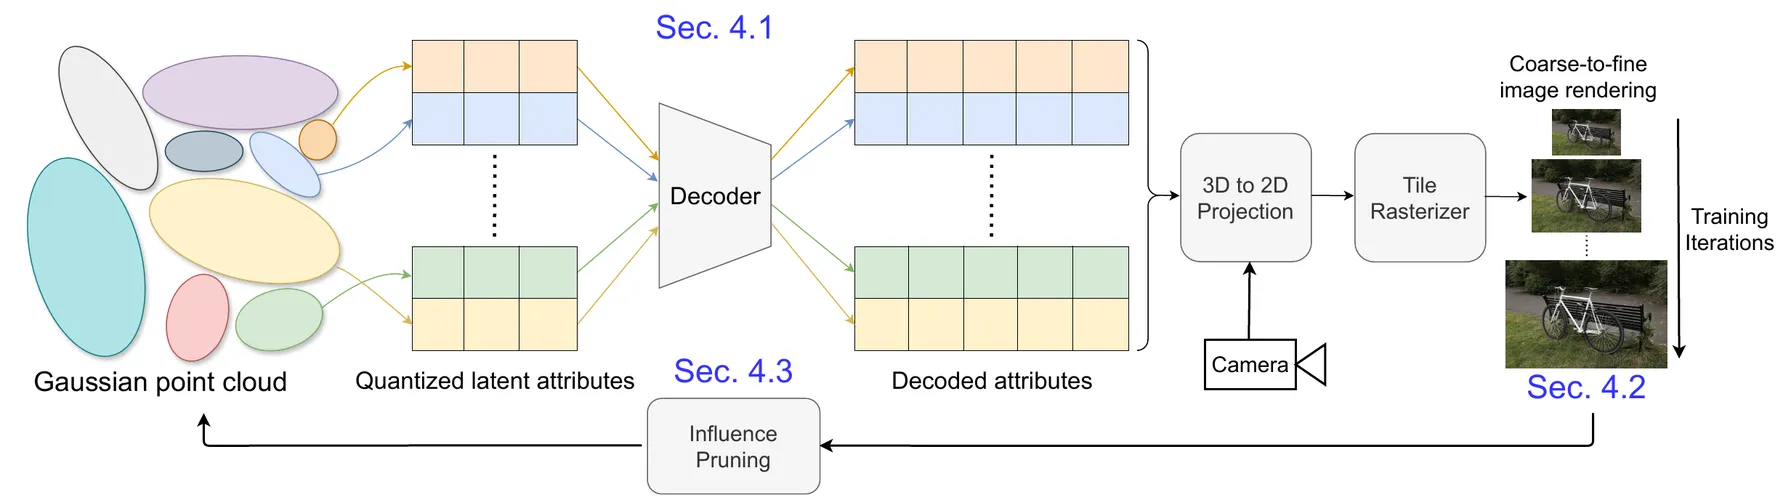 Sec. 4.1
Coarse-to-fine
image rendering
Decoder
3D to 2D
Projection
Tile
Rasterizer
Training
Iterations
Camera
Gaussian point cloud
Quantized latent attributes
Sec. 4.3
Decoded attributes
Sec. 4.2
Influence
Pruning